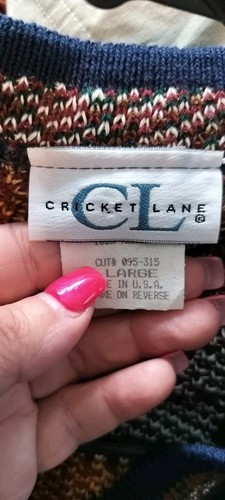 CRICKET LANE
CL
©
CUT# 095-315
LARGE
IN U.S.A.
ON REVERSE